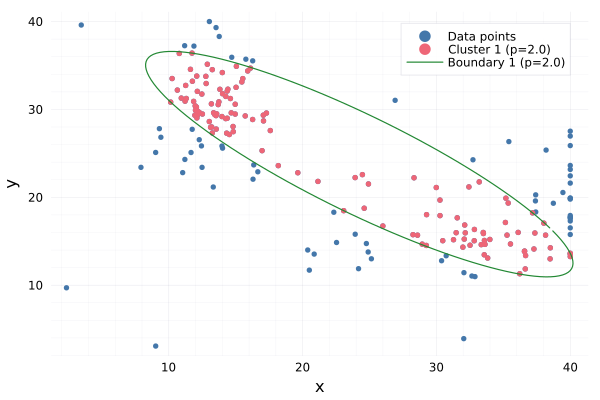 40
30
20
10
y
Data points
Cluster 1 (p=2.0)
Boundary 1 (p=2.0)
10 20 30 40
x